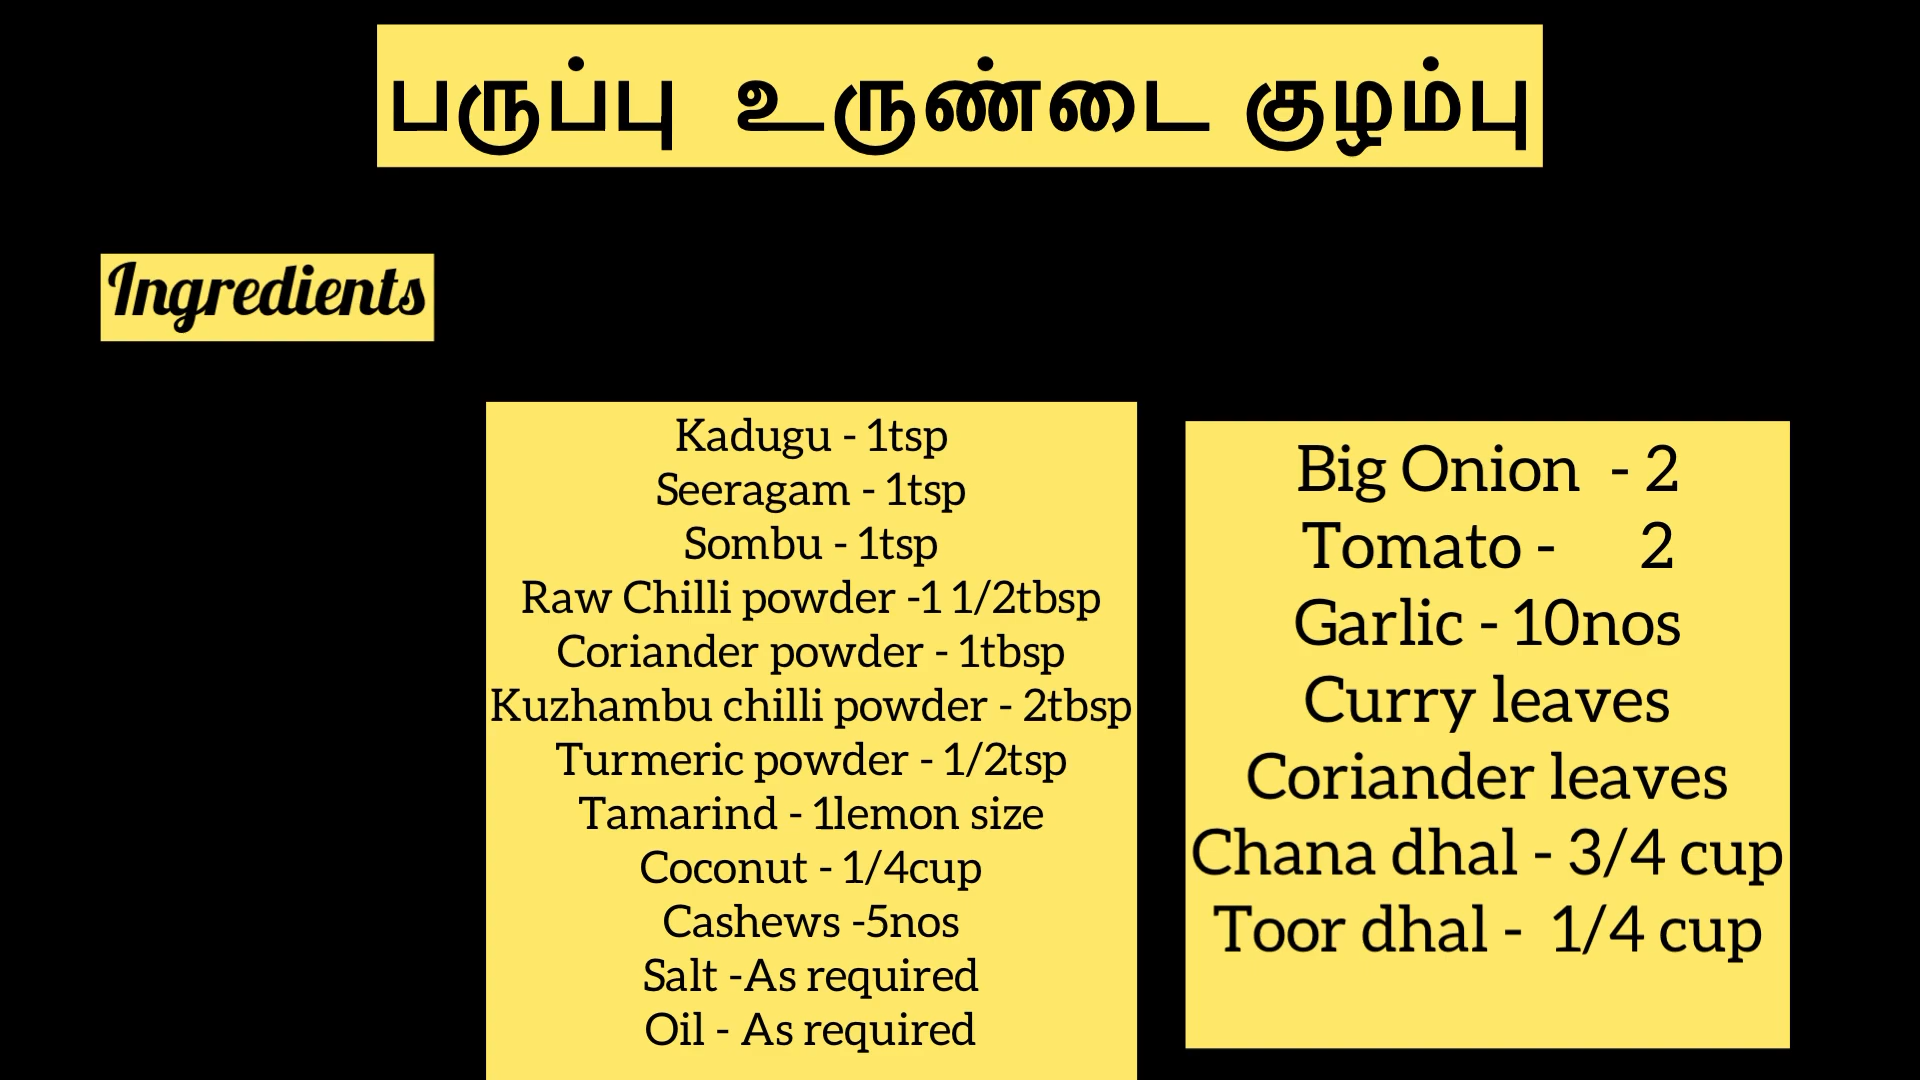 பருப்பு உருண்டை குழம்பு
Ingredients
Kadugu - 1tsp
Seeragam - 1tsp
Sombu - 1tsp
Raw Chilli powder -1 1/2tbsp
Coriander powder - 1tbsp
Kuzhambu chilli powder - 2tbsp
Turmeric powder - 1/2tsp
Tamarind - 1lemon size
Coconut - 1/4cup
Cashews -5nos
Salt -As required
Oil - As required
Big Onion - 2
Tomato - 2
Garlic - 10nos
Curry leaves
Coriander leaves
Chana dhal - 3/4 cup
Toor dhal - 1/4 cup